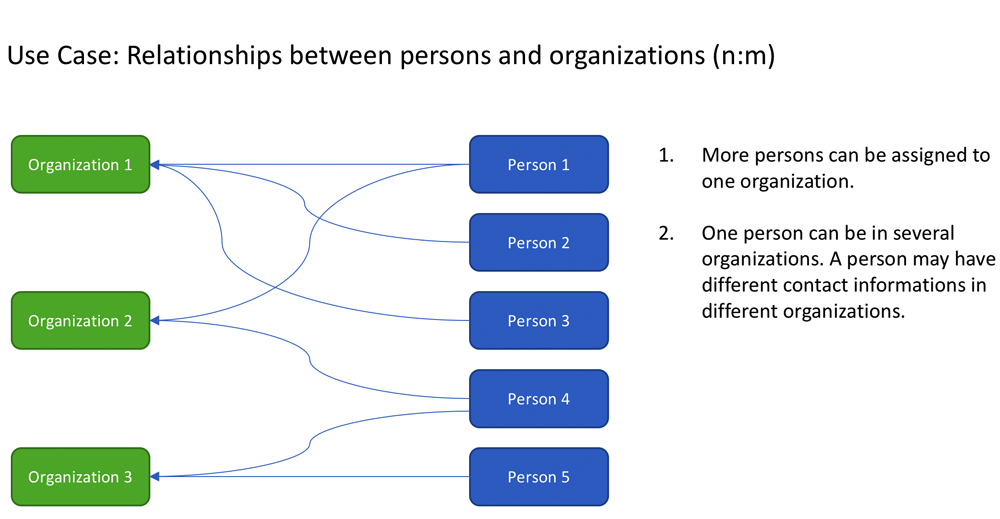 Use Case: Relationships between persons and organizations (n:m)
Organization 1
Person 1
Person 2
Organization 2
Person 3
Person 4
Organization 3
Person 5
1. More persons can be assigned to
one organization.
2. One person can be in several
organizations. A person may have
different contact informations in
different organizations.